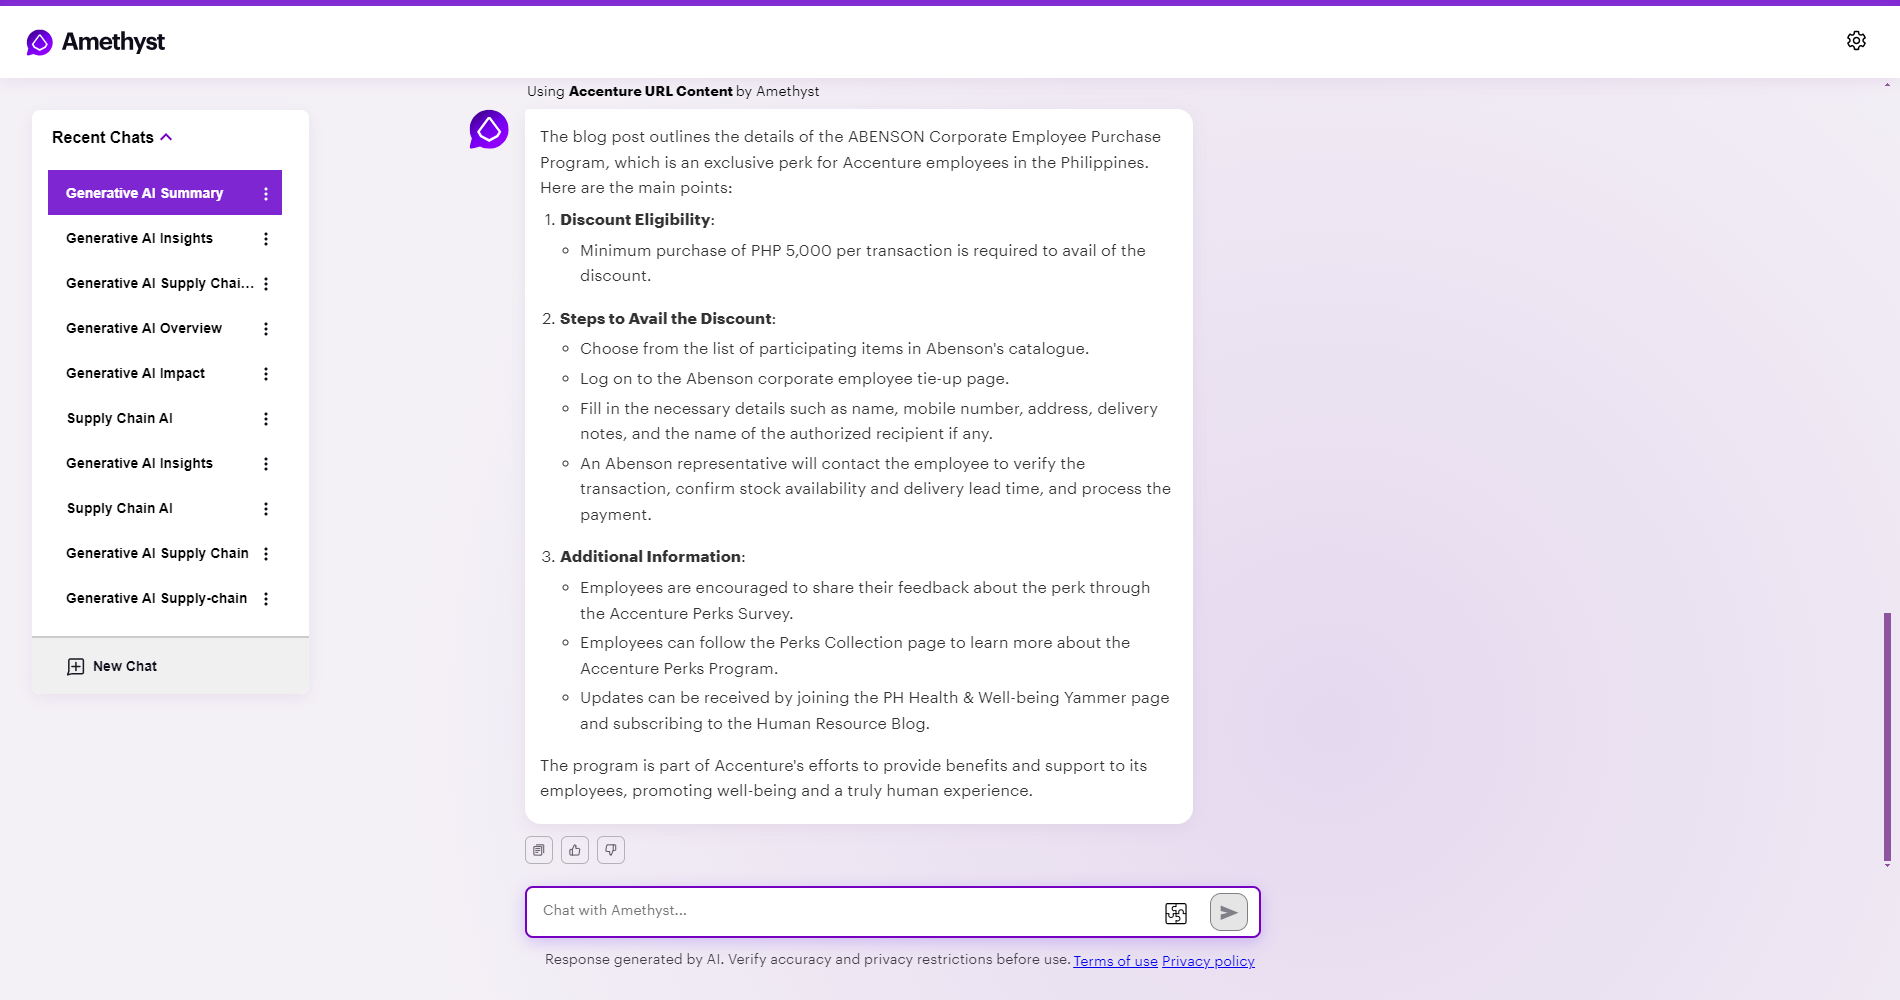 Amethyst
Recent Chats
Generative AI Summary
Generative AI Insights
Generative AI Supply Chai...
Generative AI Overview
Generative AI Impact
Supply Chain AI
Generative AI Insights
Supply Chain AI
Generative AI Supply Chain
Generative AI Supply-chain
New Chat
Using Accenture URL Content by Amethyst
The blog post outlines the details of the ABENSON Corporate Employee Purchase
Program, which is an exclusive perk for Accenture employees in the Philippines.
Here are the main points:
1. Discount Eligibility:
◦ Minimum purchase of PHP 5,000 per transaction is required to avail of the
discount.
2. Steps to Avail the Discount:
◦ Choose from the list of participating items in Abenson's catalogue.
◦ Log on to the Abenson corporate employee tie-up page.
◦ Fill in the necessary details such as name, mobile number, address, delivery
notes, and the name of the authorized recipient if any.
◦ An Abenson representative will contact the employee to verify the
transaction, confirm stock availability and delivery lead time, and process the
payment.
3. Additional Information:
◦ Employees are encouraged to share their feedback about the perk through
the Accenture Perks Survey.
◦ Employees can follow the Perks Collection page to learn more about the
Accenture Perks Program.
◦ Updates can be received by joining the PH Health & Well-being Yammer page
and subscribing to the Human Resource Blog.
The program is part of Accenture's efforts to provide benefits and support to its
employees, promoting well-being and a truly human experience.
Chat with Amethyst...
Response generated by AI. Verify accuracy and privacy restrictions before use. Terms of use Privacy policy